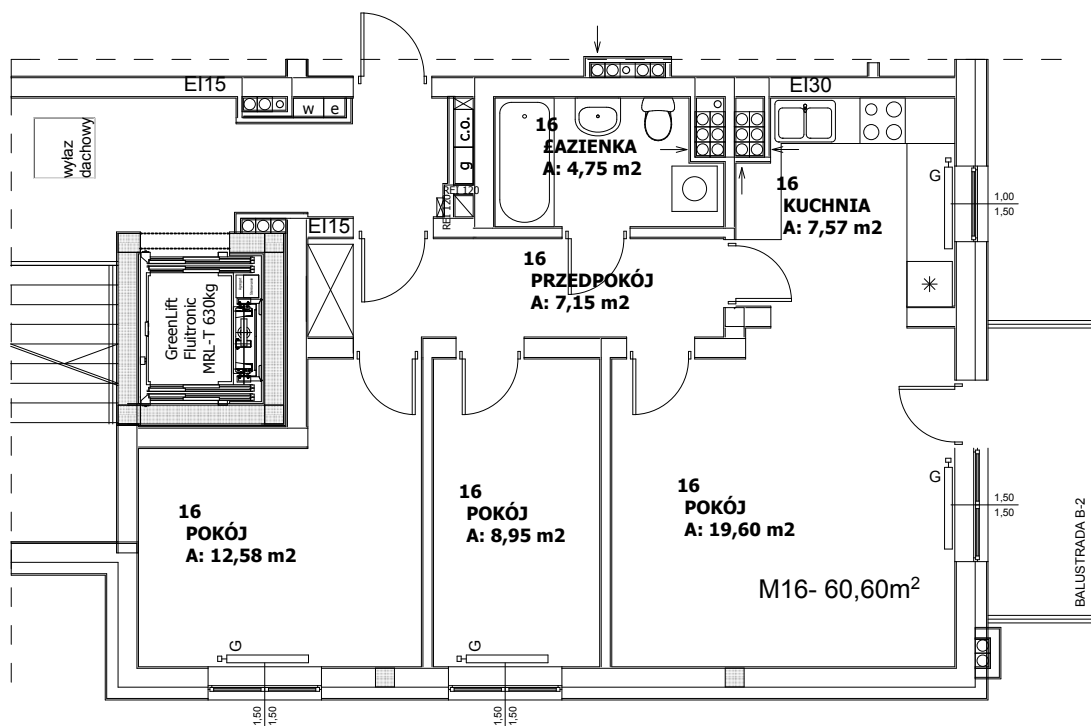 EI15
w e
EI30
wyłaz
dachowy
c.o.
g
16
ŁAZIENKA
A: 4,75 m2
16
KUCHNIA
A: 7,57 m2
G
1,00
1,50
EI15
16
PRZEDPOKÓJ
A: 7,15 m2
GreenLift
Fluitronic
MRL-T 630kg
16
POKÓJ
A: 12,58 m2
16
POKÓJ
A: 8,95 m2
16
POKÓJ
A: 19,60 m2
G
1,50
1,50
BALUSTRADA B-2
M16- 60,60m²
G
G
1,50
1,50
1,50
1,50